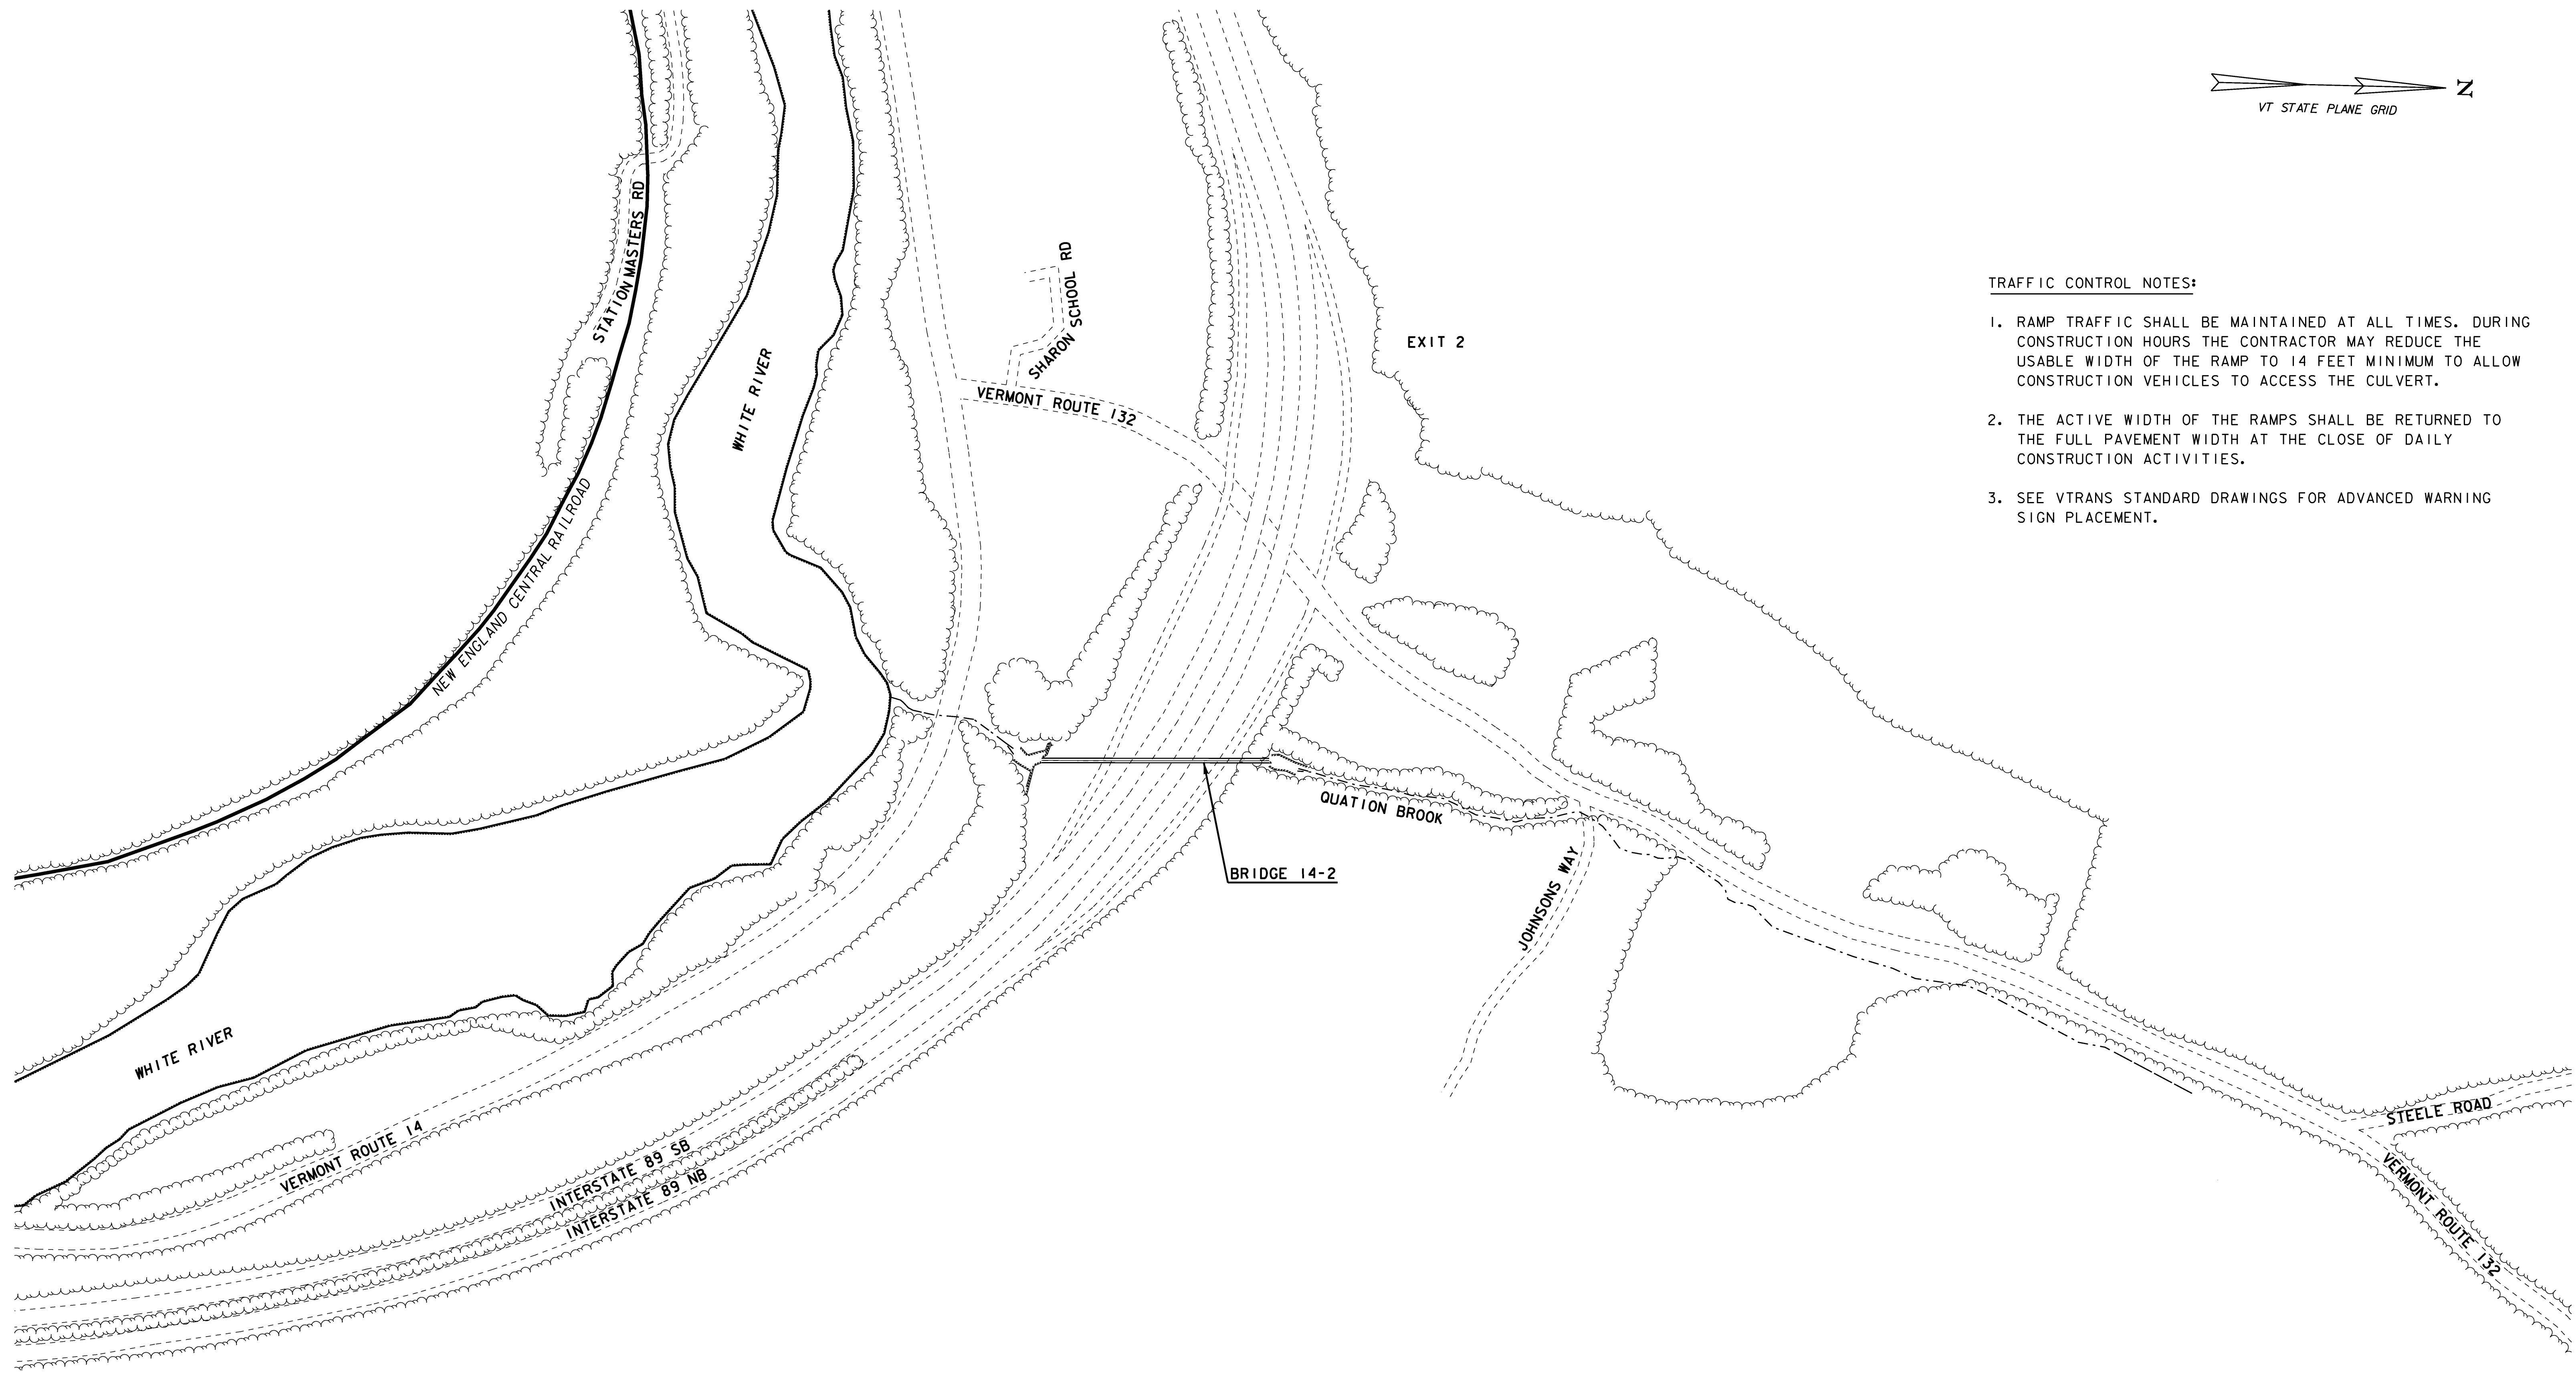 N
VT STATE PLANE GRID
STATION MASTERS RD
SHARON SCHOOL RD
TRAFFIC CONTROL NOTES:
1. RAMP TRAFFIC SHALL BE MAINTAINED AT ALL TIMES. DURING
CONSTRUCTION HOURS THE CONTRACTOR MAY REDUCE THE
USABLE WIDTH OF THE RAMP TO 14 FEET MINIMUM TO ALLOW
CONSTRUCTION VEHICLES TO ACCESS THE CULVERT.
2. THE ACTIVE WIDTH OF THE RAMPS SHALL BE RETURNED TO
THE FULL PAVEMENT WIDTH AT THE CLOSE OF DAILY
CONSTRUCTION ACTIVITIES.
3. SEE VTRANS STANDARD DRAWINGS FOR ADVANCED WARNING
SIGN PLACEMENT.
EXIT 2
WHITE RIVER
VERMONT ROUTE 132
NEW ENGLAND CENTRAL RAILROAD
QUATION BROOK
BRIDGE 14-2
JOHNSONS WAY
WHITE RIVER
VERMONT ROUTE 14
INTERSTATE 89 SB
INTERSTATE 89 NB
STEELE ROAD
VERMONT ROUTE 132